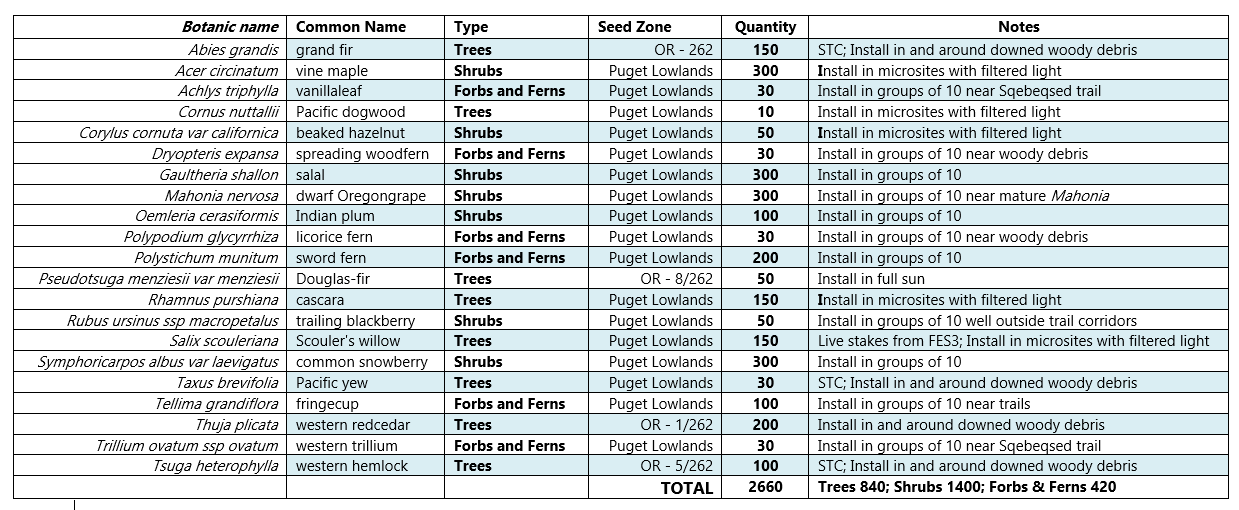 Botanic name Common Name Type Seed Zone Quantity Notes
Abies grandis grand fir Trees OR - 262 150 STC; Install in and around downed woody debris
Acer circinatum vine maple Shrubs Puget Lowlands 300 Install in microsites with filtered light
Achlys triphylla vanillaleaf Forbs and Ferns Puget Lowlands 30 Install in groups of 10 near Sqebeqsed trail
Cornus nuttallii Pacific dogwood Trees Puget Lowlands 10 Install in microsites with filtered light
Corylus cornuta var californica beaked hazelnut Shrubs Puget Lowlands 50 Install in microsites with filtered light
Dryopteris expansa spreading woodfern Forbs and Ferns Puget Lowlands 30 Install in groups of 10 near woody debris
Gaultheria shallon salal Shrubs Puget Lowlands 300 Install in groups of 10
Mahonia nervosa dwarf Oregongrape Shrubs Puget Lowlands 300 Install in groups of 10 near mature Mahonia
Oemleria cerasiformis Indian plum Shrubs Puget Lowlands 100 Install in groups of 10
Polypodium glycyrrhiza licorice fern Forbs and Ferns Puget Lowlands 30 Install in groups of 10 near woody debris
Polystichum munitum sword fern Forbs and Ferns Puget Lowlands 200 Install in groups of 10
Pseudotsuga menziesii var menziesii Douglas-fir Trees OR - 8/262 50 Install in full sun
Rhamnus purshiana cascara Trees Puget Lowlands 150 Install in microsites with filtered light
Rubus ursinus ssp macropetalus trailing blackberry Shrubs Puget Lowlands 50 Install in groups of 10 well outside trail corridors
Salix scouleriana Scouler's willow Trees Puget Lowlands 150 Live stakes from FES3; Install in microsites with filtered light
Symphoricarpos albus var laevigatus common snowberry Shrubs Puget Lowlands 300 Install in groups of 10
Taxus brevifolia Pacific yew Trees Puget Lowlands 30 STC; Install in and around downed woody debris
Tellima grandiflora fringecup Forbs and Ferns Puget Lowlands 100 Install in groups of 10 near trails
Thuja plicata western redcedar Trees OR - 1/262 200 Install in and around downed woody debris
Trillium ovatum ssp ovatum western trillium Forbs and Ferns Puget Lowlands 30 Install in groups of 10 near Sqebeqsed trail
Tsuga heterophylla western hemlock Trees OR - 5/262 100 STC; Install in and around downed woody debris
TOTAL 2660 Trees 840; Shrubs 1400; Forbs & Ferns 420